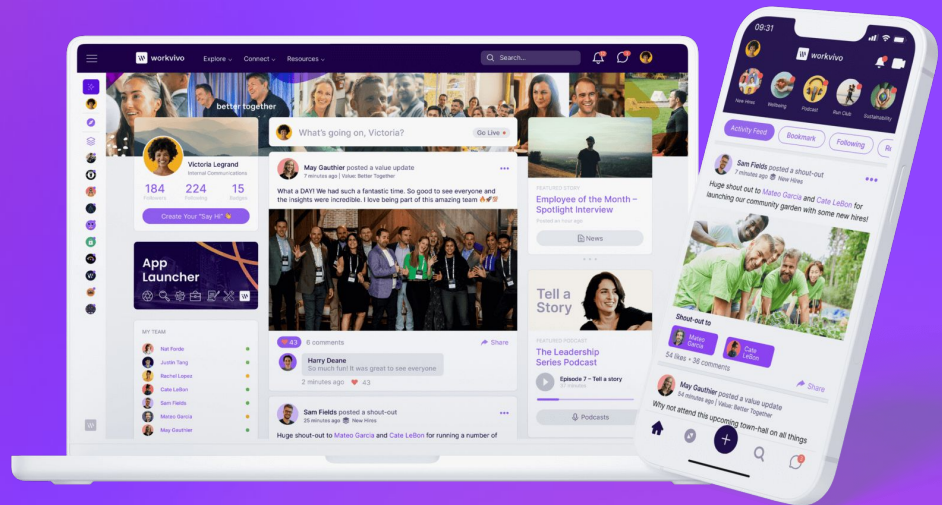 workvivo
Explore
Connect
Resources
Search...
better together
Victoria Legrand
Internal Communications
184
224
15
Followers
Following
Badges
Create Your "Say Hi"
App
Launcher
MY TEAM
Nat Forde
Justin Tang
Rachel Lopez
Cate LeBon
Sam Fields
Mateo Garcia
May Gauthier
What's going on, Victoria?
Go Live
May Gauthier posted a value update
7 minutes ago | Value: Better Together
What a DAY! We had such a fantastic time. So good to see everyone and
the insights were incredible. I love being part of this amazing team 🔥🚀💯
43
6 comments
Share
Harry Deane
So much fun! It was great to see everyone
2 minutes ago
43
Sam Fields posted a shout-out
25 minutes ago
New Hires
Huge shout-out to Mateo Garcia and Cate LeBon for running a number of
FEATURED STORY
Employee of the Month –
Spotlight Interview
Posted an hour ago
News
Tell a
Story
FEATURED PODCAST
The Leadership
Series Podcast
Episode 7 – Tell a story
Podcasts
09:31
workvivo
New Hires
Wellbeing
Podcast
Run Club
Sustainability
Activity Feed
Bookmark
Following
Sam Fields posted a shout-out
7 minutes ago
New Hires
Huge shout out to Mateo Garcia and Cate LeBon for
launching our community garden with some new hires!
Shout-out to
Mateo
Garcia
Cate
LeBon
54 likes • 36 comments
Share
May Gauthier posted a value update
54 minutes ago | Value: Better Together
Why not attend this upcoming town-hall on all things